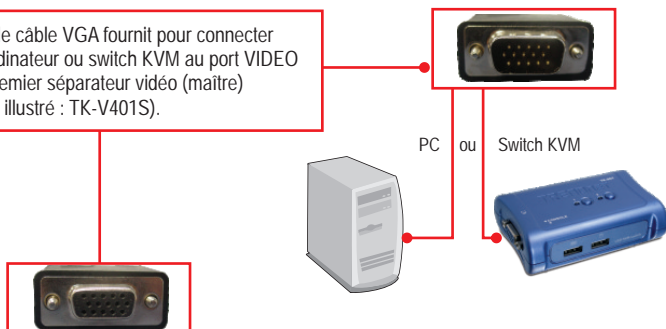 e câble VGA fournit pour connecter
dinateur ou switch KVM au port VIDEO
emier séparateur vidéo (maître)
illustré : TK-V401S).
PC ou Switch KVM